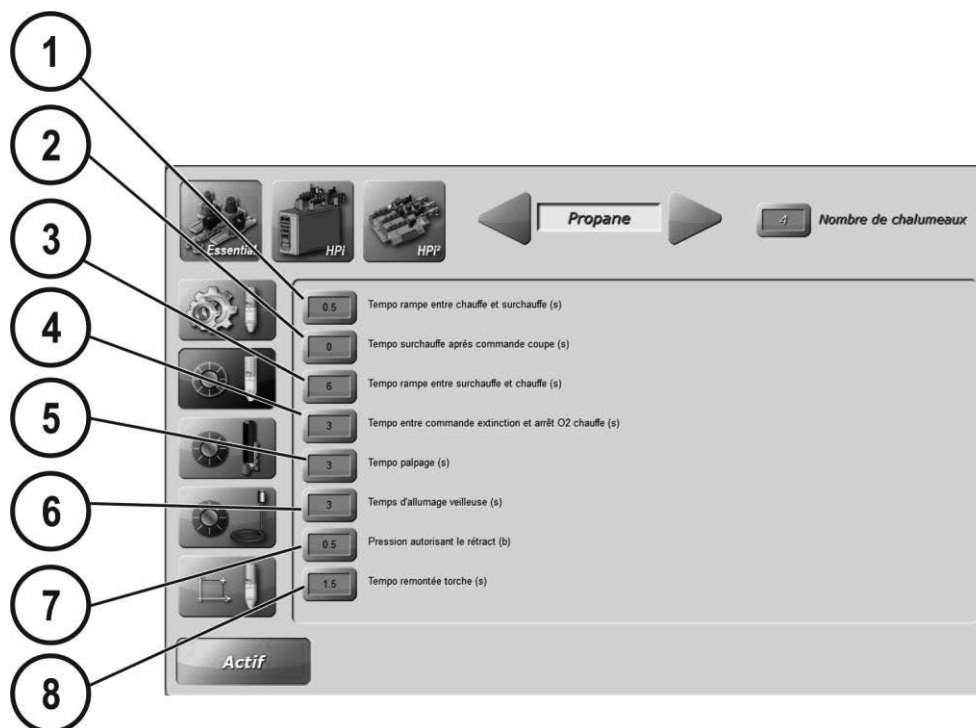 1
2
3
4
5
6
7
8
Essential
HPi
HPi²
Propane
4 Nombre de chalumeaux
0.5 Tempo rampe entre chauffe et surchauffe (s)
0 Tempo surchauffe après commande coupe (s)
6 Tempo rampe entre surchauffe et chauffe (s)
3 Tempo entre commande extinction et arrêt O2 chauffe (s)
3 Tempo palpage (s)
3 Temps d'allumage veilleuse (s)
0.5 Pression autorisant le rétract (b)
1.5 Tempo remontée torche (s)
Actif